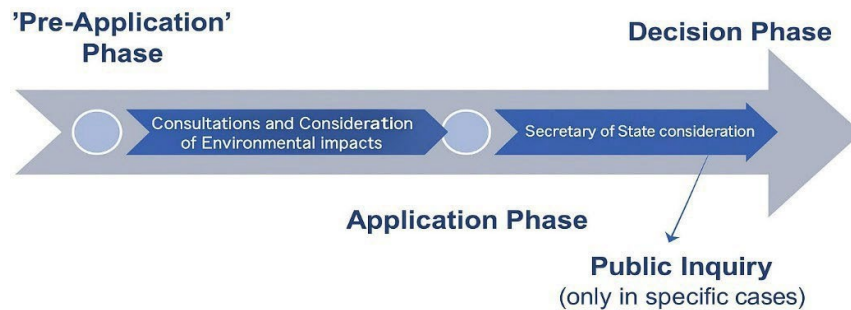 ’Pre-Application’
Phase
Decision Phase
Consultations and Consideration
of Environmental impacts
Secretary of State consideration
Application Phase
Public Inquiry
(only in specific cases)